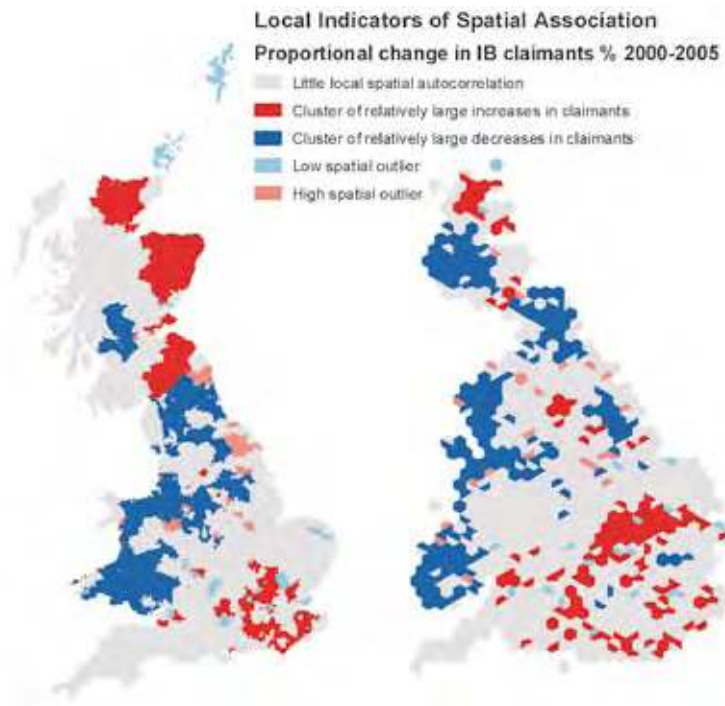 Local Indicators of Spatial Association
Proportional change in IB claimants % 2000-2005
Little local spatial autocorrelation
Cluster of relatively large increases in claimants
Cluster of relatively large decreases in claimants
Low spatial outlier
High spatial outlier